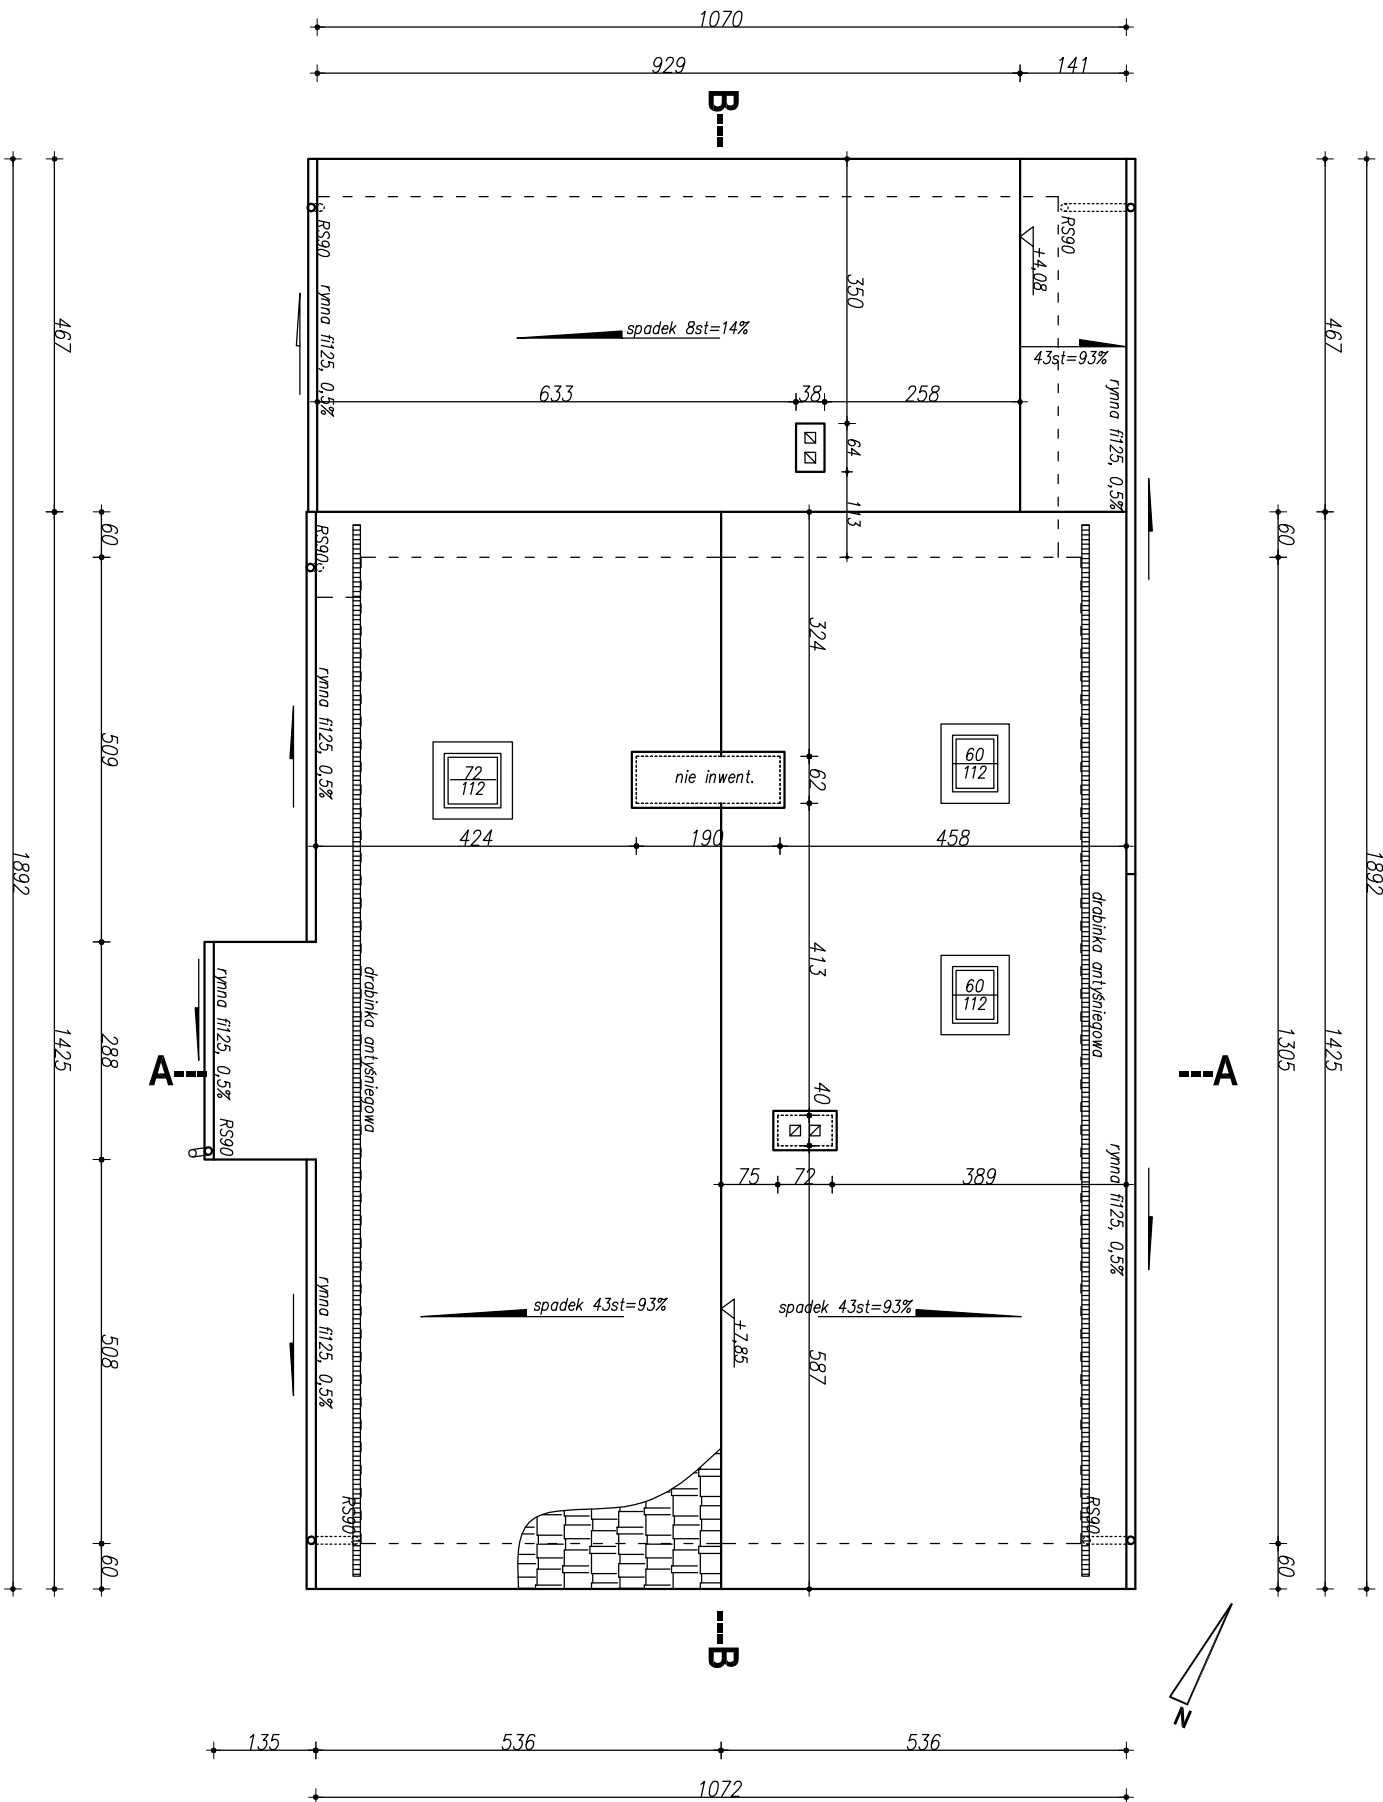 1070
929
141
B
RS90
RS90
+4,08
350
467
467
rynna fi125, 0,5%
spadek 8st=14%
43st=93%
633
38
258
rynna fi125, 0,5%
64
113
60
RS90
60
324
rynna fi125, 0,5%
509
72
112
nie inwent.
62
60
112
424
190
458
1892
1892
drabinka antyśniegowa
413
drabinka antyśniegowa
rynna fi125, 0,5%
60
112
1425
288
1305
1425
A
A
40
RS90
75
72
389
rynna fi125, 0,5%
spadek 43st=93%
spadek 43st=93%
+7,85
rynna fi125, 0,5%
508
587
RS90
RS90
60
60
B
N
135
536
536
1072